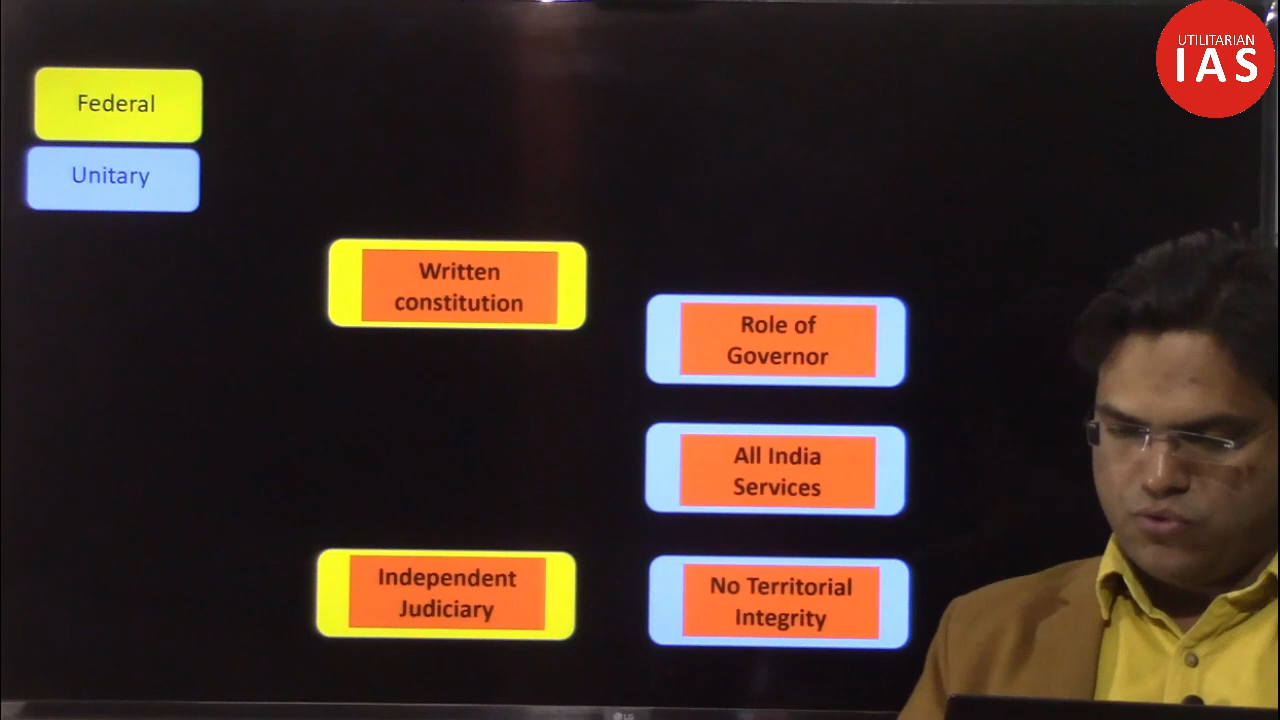 UTILITARIAN
IAS
Federal
Unitary
Written
constitution
Role of
Governor
All India
Services
Independent
Judiciary
No Territorial
Integrity
LG